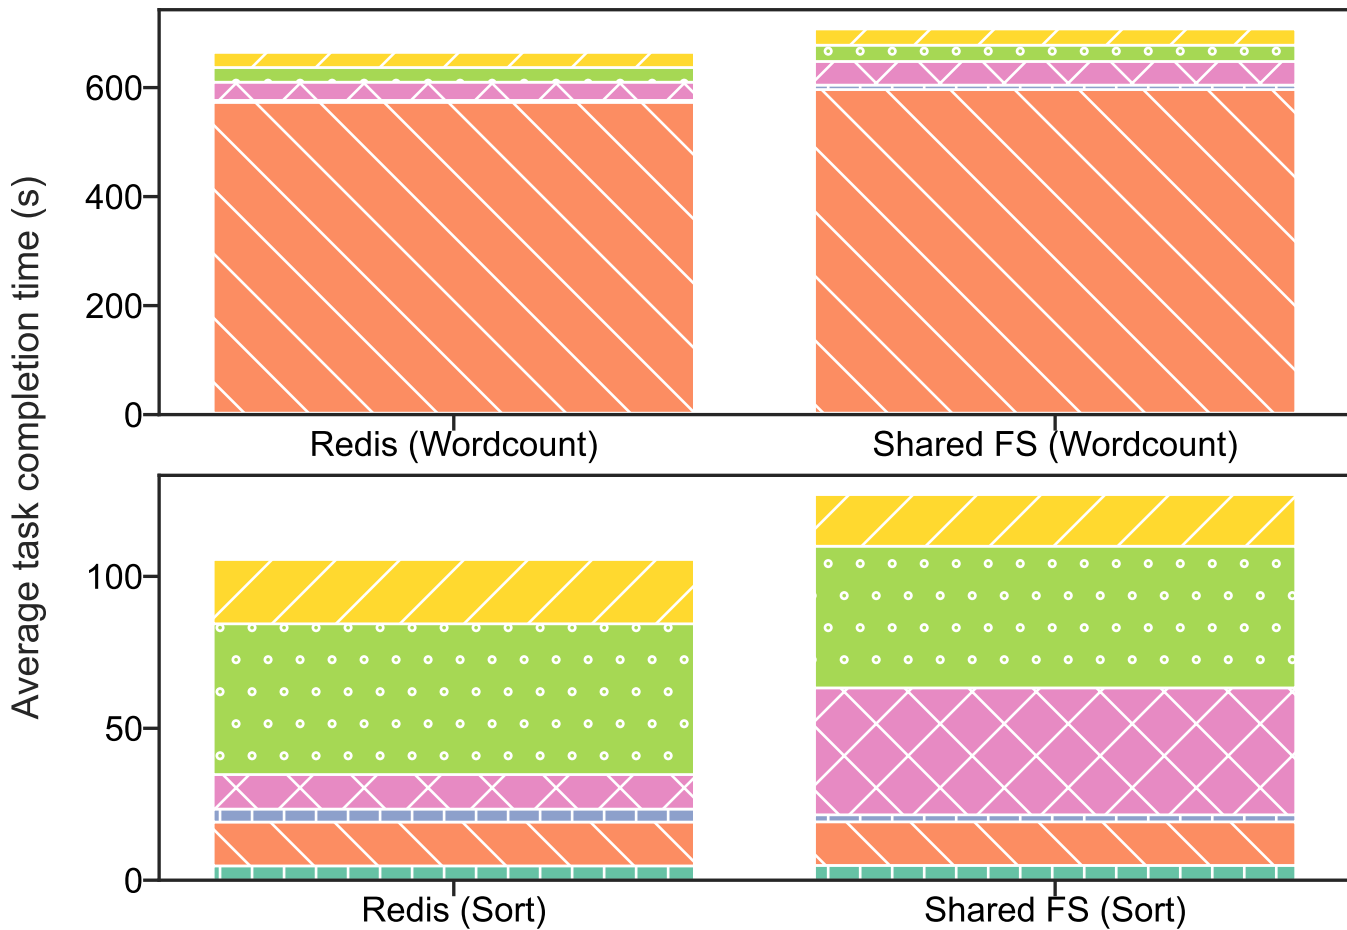 Average task completion time (s)
600
400
200
0
Redis (Wordcount)
Shared FS (Wordcount)
100
50
0
Redis (Sort)
Shared FS (Sort)